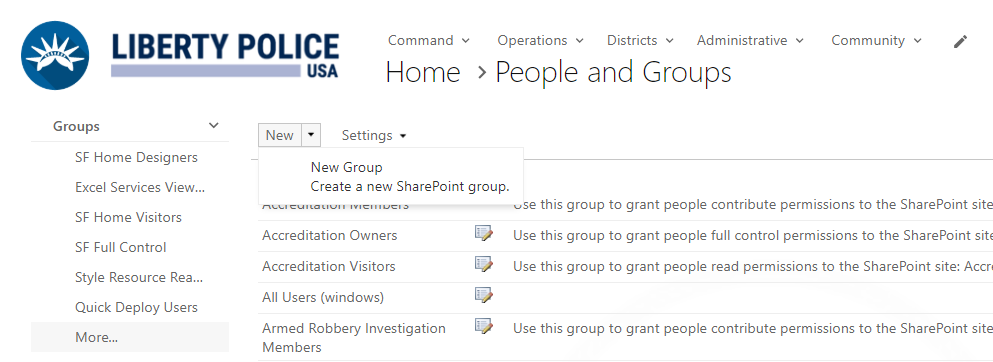 LIBERTY POLICE
USA
Command Operations Districts Administrative Community
Home > People and Groups
Groups
SF Home Designers
Excel Services View...
SF Home Visitors
SF Full Control
Style Resource Rea...
Quick Deploy Users
More...
New Settings
New Group
Create a new SharePoint group.
Accreditation Members Use this group to grant people contribute permissions to the SharePoint site
Accreditation Owners Use this group to grant people full control permissions to the SharePoint site
Accreditation Visitors Use this group to grant people read permissions to the SharePoint site: Accre
All Users (windows)
Armed Robbery Investigation Use this group to grant people contribute permissions to the SharePoint site
Members